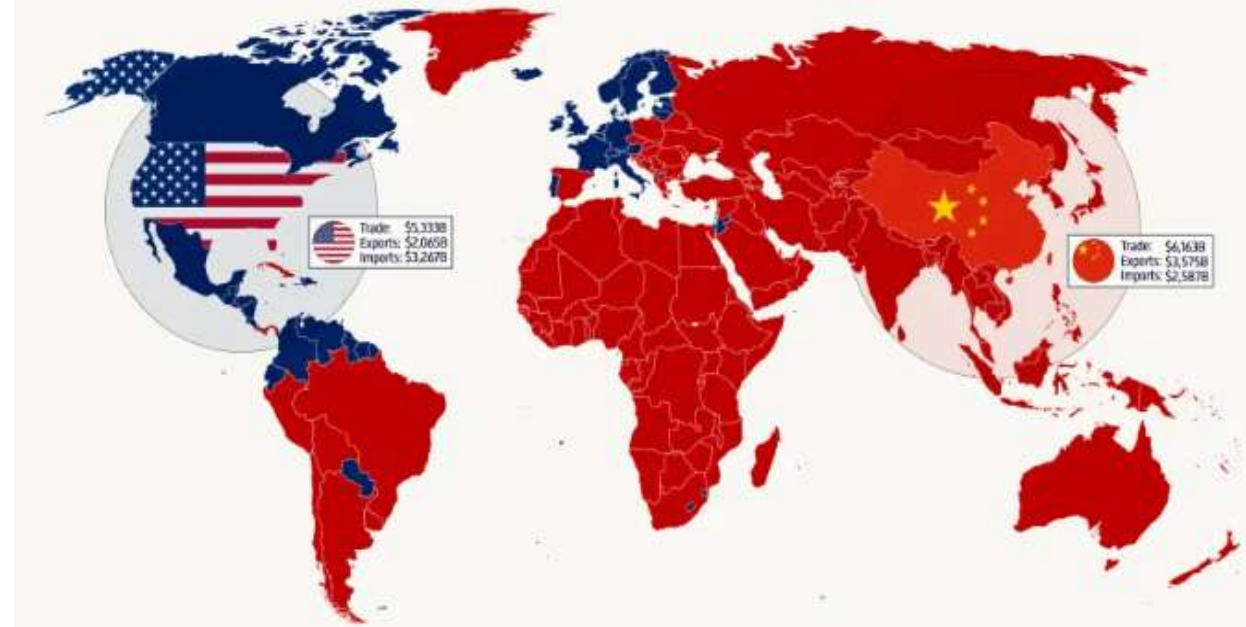 Trade: $5,333B
Exports: $2,065B
Imports: $3,267B
Trade: $6,163B
Exports: $3,575B
Imports: $2,587B